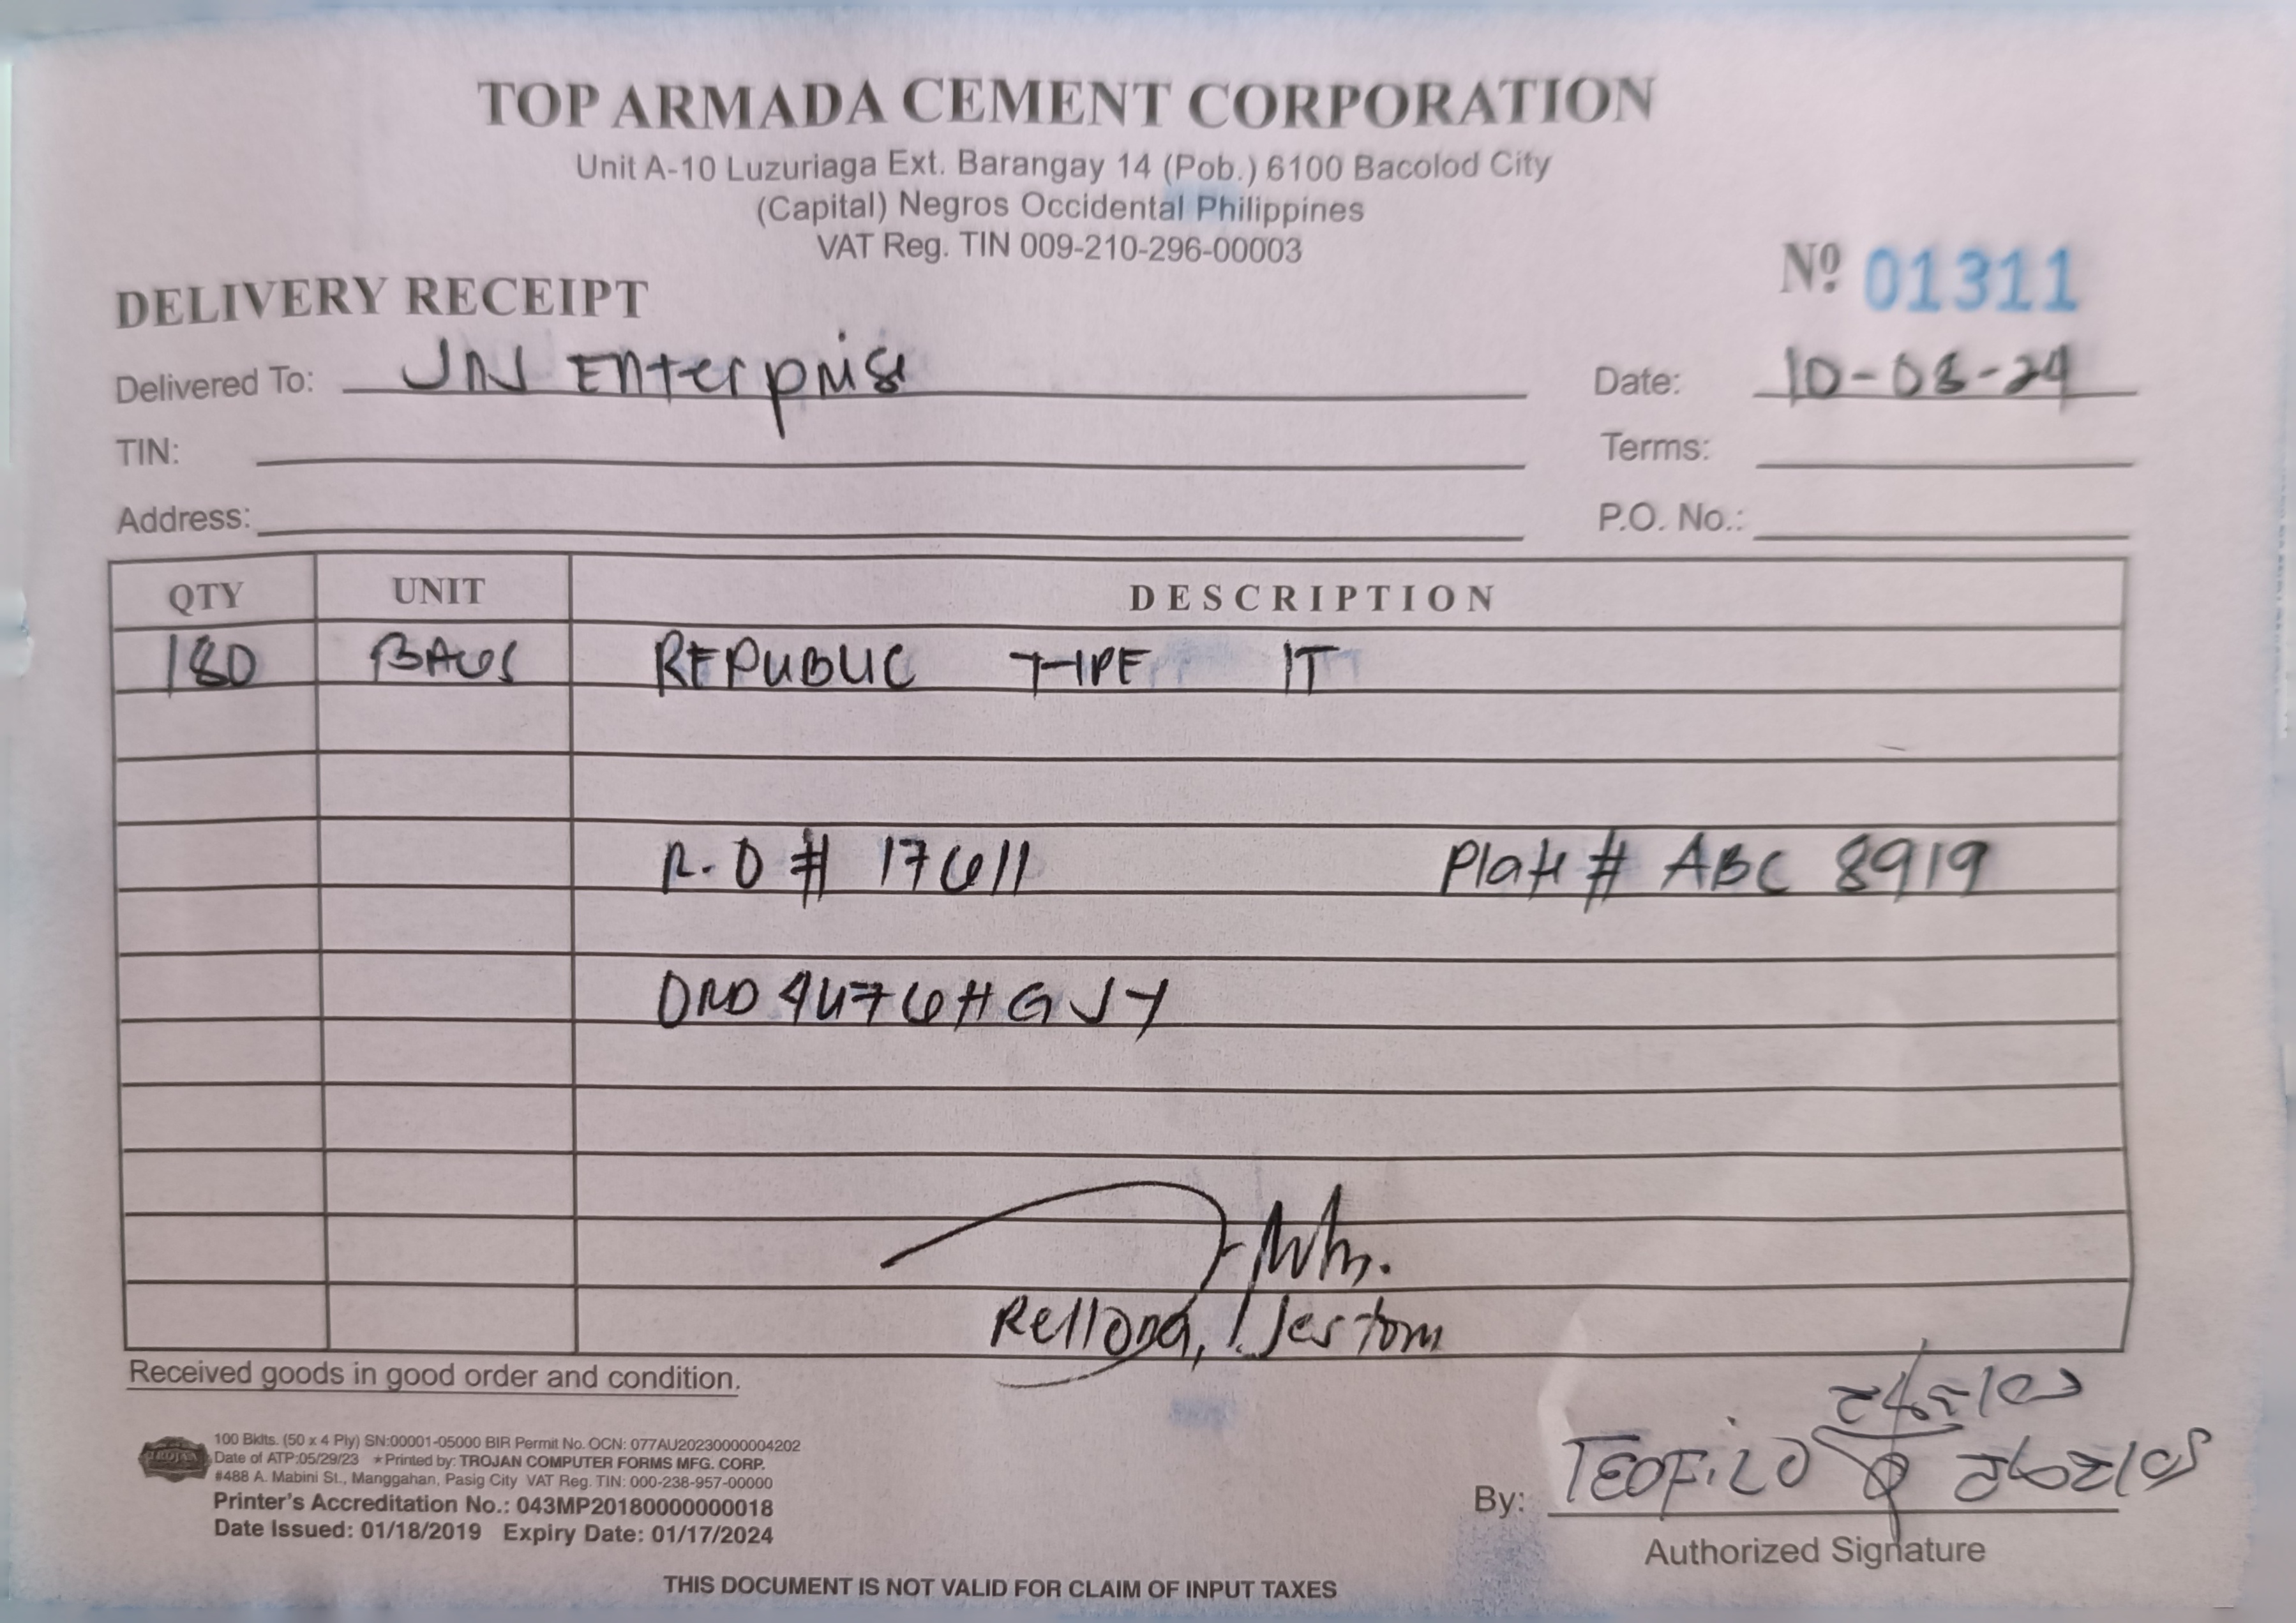 TOP ARMADA CEMENT CORPORATION
Unit A-10 Luzuriaga Ext. Barangay 14 (Pob.) 6100 Bacolod City
(Capital) Negros Occidental Philippines
VAT Reg. TIN 009-210-296-00003
Nº 01311
DELIVERY RECEIPT
Delivered To: JN Enterprise
Date: 10-08-24
TIN:
Terms:
Address:
P.O. No.:
QTY UNIT DESCRIPTION
180 BAGS REPUBLIC TYPE IT
R.O # 17611 Plate # ABC 8919
ORD 94766HGJY
Rellona, Jestom
Received goods in good order and condition.
TROJAN
100 Bklts. (50 x 4 Ply) SN:00001-05000 BIR Permit No. OCN: 077AU20230000004202
Date of ATP:05/29/23 ★Printed by: TROJAN COMPUTER FORMS MFG. CORP.
#488 A. Mabini St., Manggahan, Pasig City VAT Reg. TIN: 000-238-957-00000
Printer's Accreditation No.: 043MP20180000000018
Date Issued: 01/18/2019 Expiry Date: 01/17/2024
By: TEOFILO
Authorized Signature
THIS DOCUMENT IS NOT VALID FOR CLAIM OF INPUT TAXES